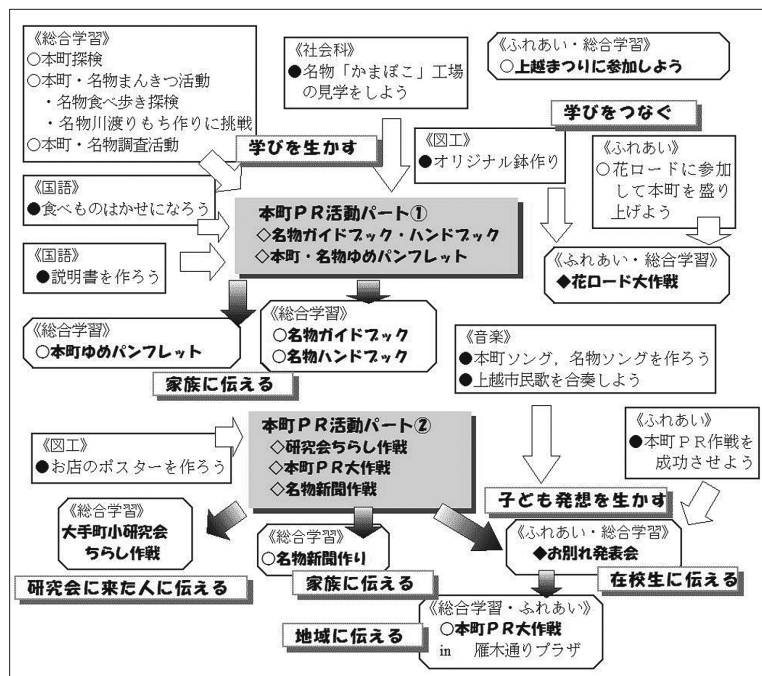 《総合学習》
○本町探検
○本町・名物まんきつ活動
・名物食べ歩き探検
・名物川渡りもち作りに挑戦
○本町・名物調査活動
《社会科》
●名物「かまぼこ」工場
の見学をしよう
《ふれあい・総合学習》
○上越まつりに参加しよう
学びをつなぐ
学びを生かす
《図工》
●オリジナル鉢作り
《ふれあい》
○花ロードに参加
して本町を盛り
上げよう
《国語》
●食べものはかせになろう
本町PR活動パート①
◇名物ガイドブック・ハンドブック
◇本町・名物ゆめパンフレット
《国語》
●説明書を作ろう
《ふれあい・総合学習》
◆花ロード大作戦
《総合学習》
○本町ゆめパンフレット
《総合学習》
○名物ガイドブック
○名物ハンドブック
家族に伝える
《音楽》
●本町ソング，名物ソングを作ろう
●上越市民歌を合奏しよう
本町PR活動パート②
◇研究会ちらし作戦
◇本町PR大作戦
◇名物新聞作戦
《図工》
●お店のポスターを作ろう
《ふれあい》
●本町PR作戦を
成功させよう
子ども発想を生かす
《総合学習》
大手町小研究会
ちらし作戦
《総合学習》
○名物新聞作り
《ふれあい・総合学習》
◆お別れ発表会
研究会に来た人に伝える
家族に伝える
在校生に伝える
地域に伝える
《総合学習・ふれあい》
○本町PR大作戦
in 雁木通りプラザ